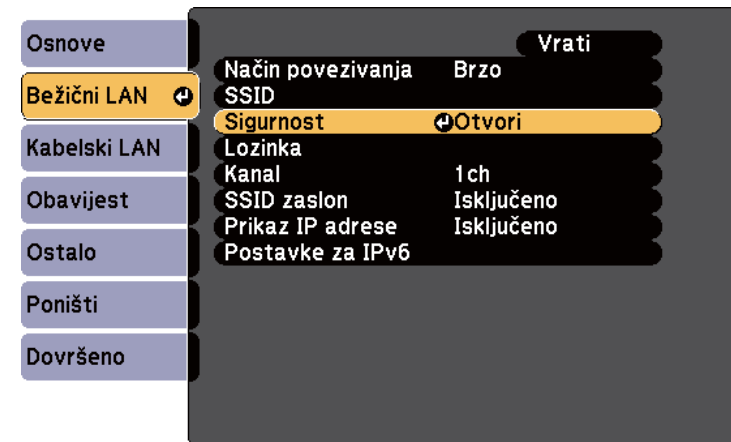 Osnove
Bežični LAN
Kabelski LAN
Obavijest
Ostalo
Poništi
Dovršeno
Vrati
Način povezivanja Brzo
SSID
Sigurnost Otvori
Lozinka
Kanal 1ch
SSID zaslon Isključeno
Prikaz IP adrese Isključeno
Postavke za IPv6